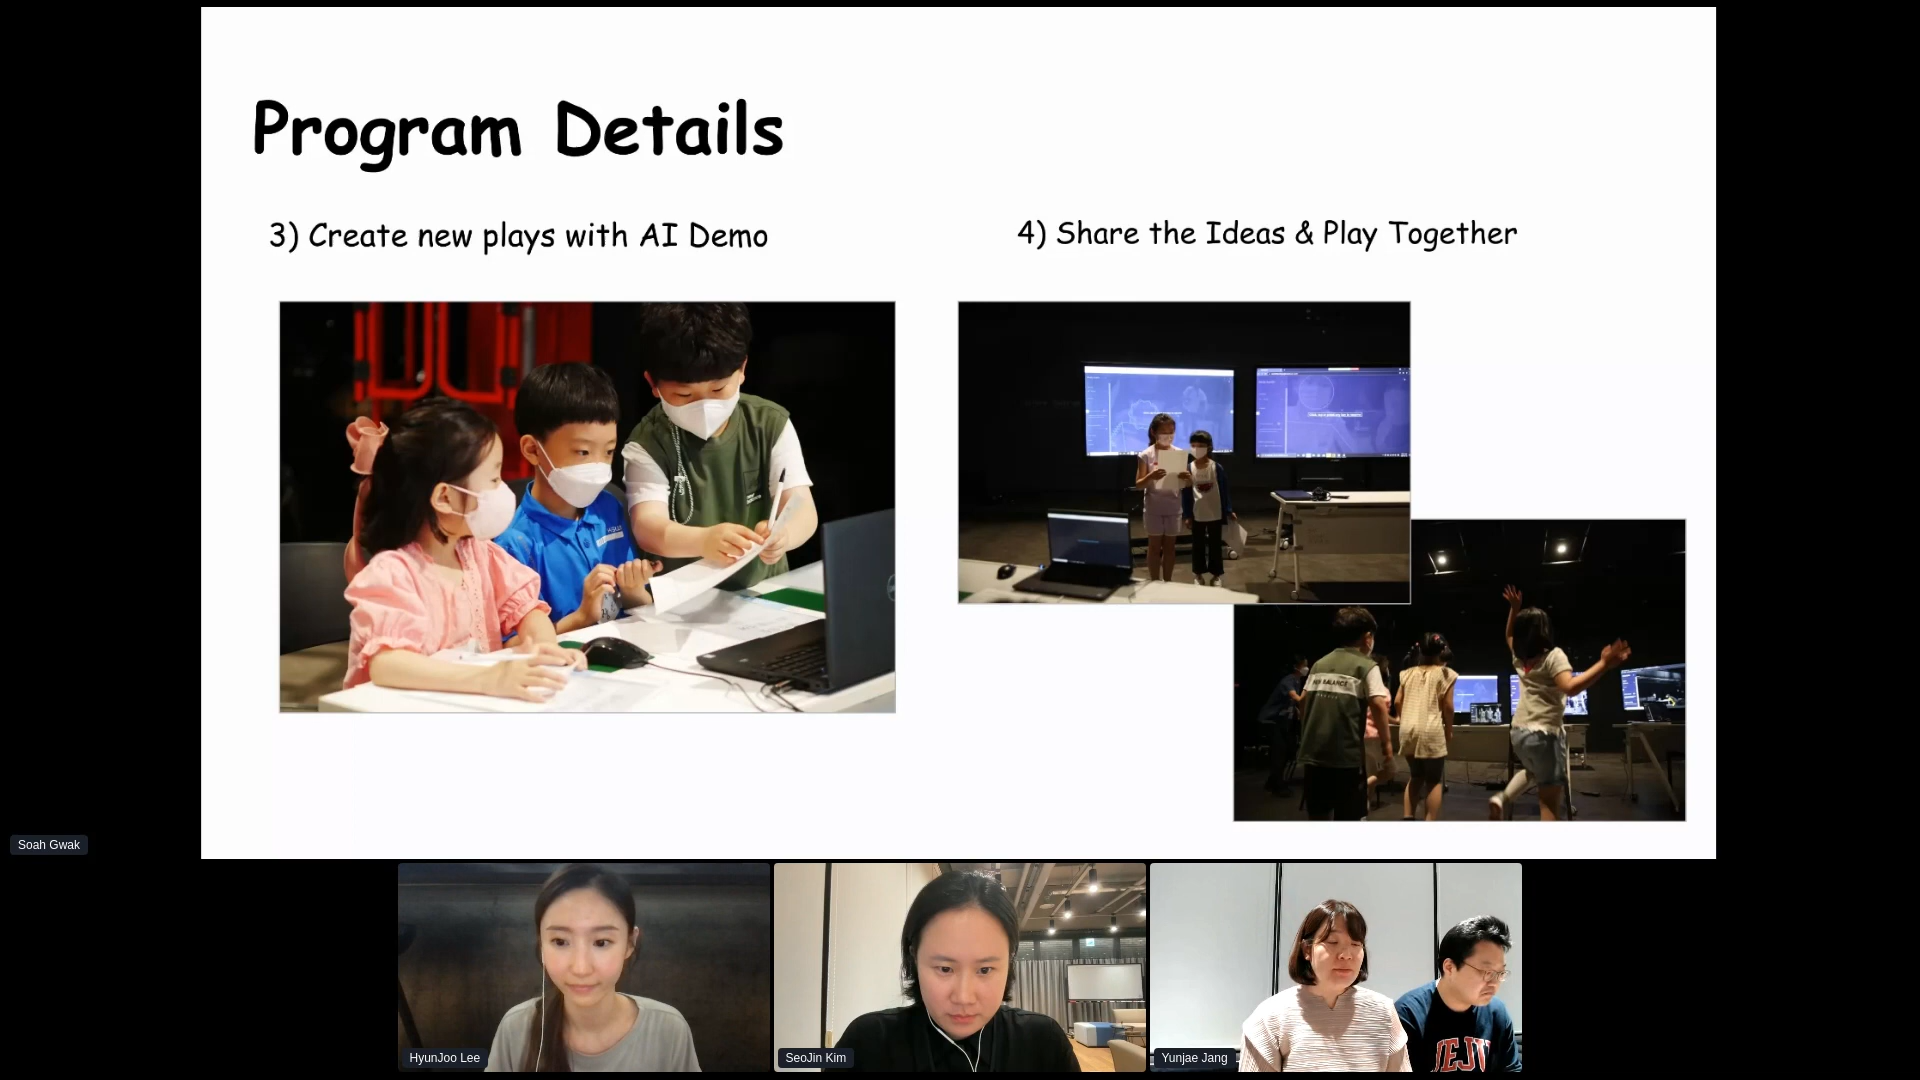 Program Details
3) Create new plays with AI Demo
4) Share the Ideas & Play Together
Soah Gwak
HyunJoo Lee
SeoJin Kim
Yunjae Jang